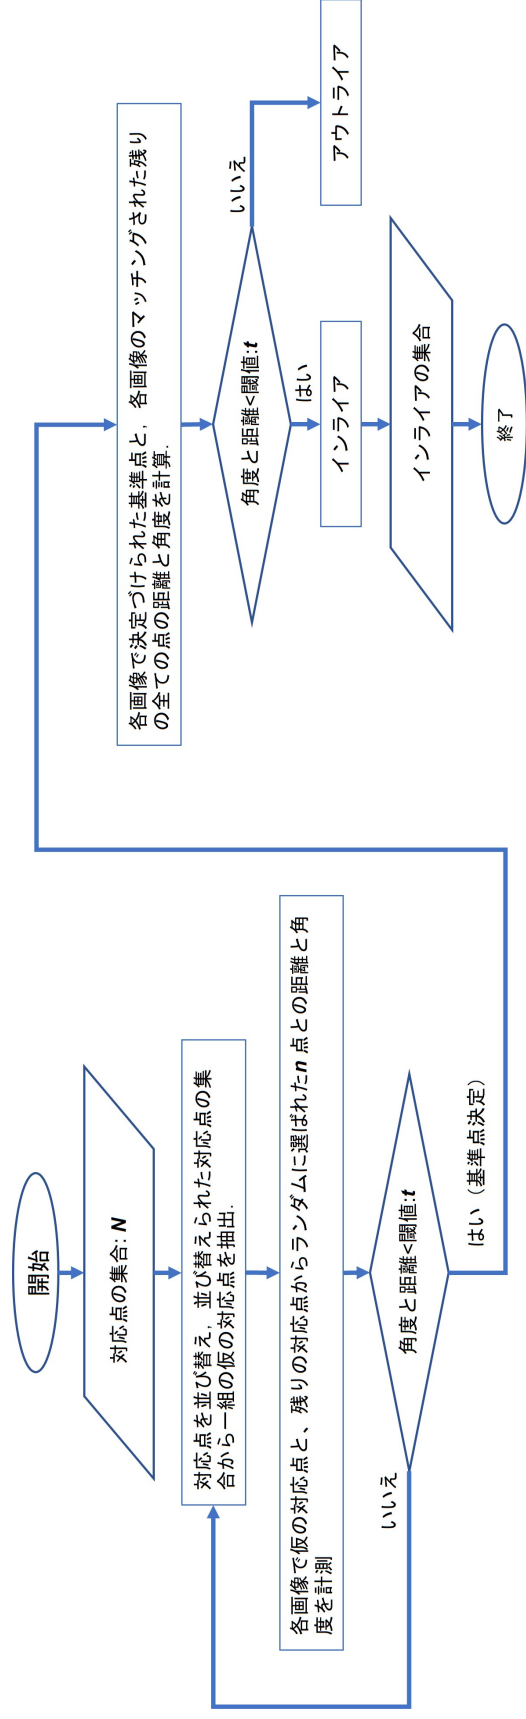 開始
対応点の集合: N
対応点を並び替え，並び替えられた対応点の集
合から一組の仮の対応点を抽出.
各画像で仮の対応点と、残りの対応点からランダムに選ばれたn 点との距離と角
度を計測
角度と距離<閾値:t
いいえ
はい（基準点決定）
各画像で決定づけられた基準点と， 各画像のマッチングされた残り
の全ての点の距離と角度を計算.
角度と距離<閾値:t
いいえ
はい
アウトライア
インライア
インライアの集合
終了